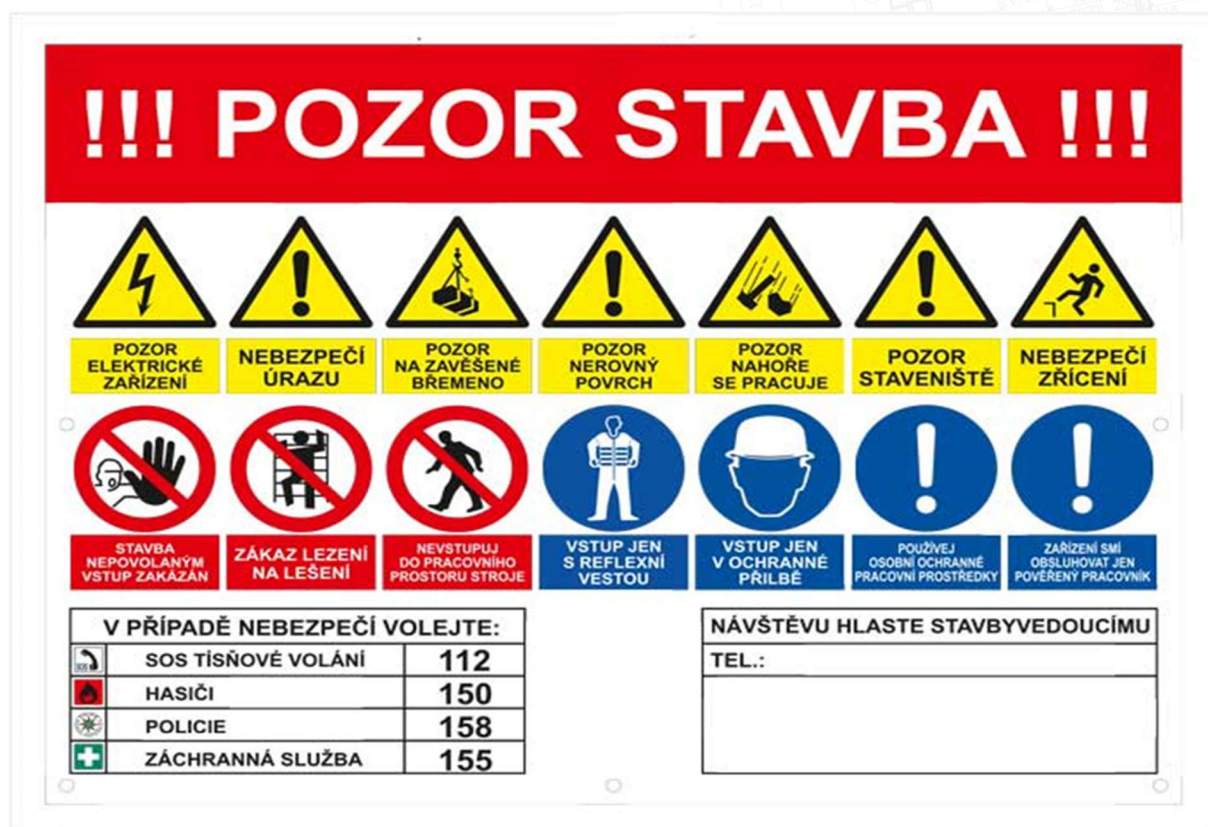 !!! POZOR STAVBA !!!
POZOR
ELEKTRICKÉ
ZAŘÍZENÍ
NEBEZPEČÍ
ÚRAZU
POZOR
NA ZAVĚŠENÉ
BŘEMENO
POZOR
NEROVNÝ
POVRCH
POZOR
NAHOŘE
SE PRACUJE
POZOR
STAVENIŠTĚ
NEBEZPEČÍ
ZŘÍCENÍ
STAVBA
NEPOVOLANÝM
VSTUP ZAKÁZÁN
ZÁKAZ LEZENÍ
NA LEŠENÍ
NEVSTUPUJ
DO PRACOVNÍHO
PROSTORU STROJE
VSTUP JEN
S REFLEXNÍ
VESTOU
VSTUP JEN
V OCHRANNÉ
PŘILBĚ
POUŽÍVEJ
OSOBNÍ OCHRANNÉ
PRACOVNÍ PROSTŘEDKY
ZAŘÍZENÍ SMÍ
OBSLUHOVAT JEN
POVĚŘENÝ PRACOVNÍK
V PŘÍPADĚ NEBEZPEČÍ VOLEJTE:
SOS TÍSŇOVÉ VOLÁNÍ 112
HASIČI 150
POLICIE 158
ZÁCHRANNÁ SLUŽBA 155
NÁVŠTĚVU HLASTE STAVBYVEDOUCÍMU
TEL.: